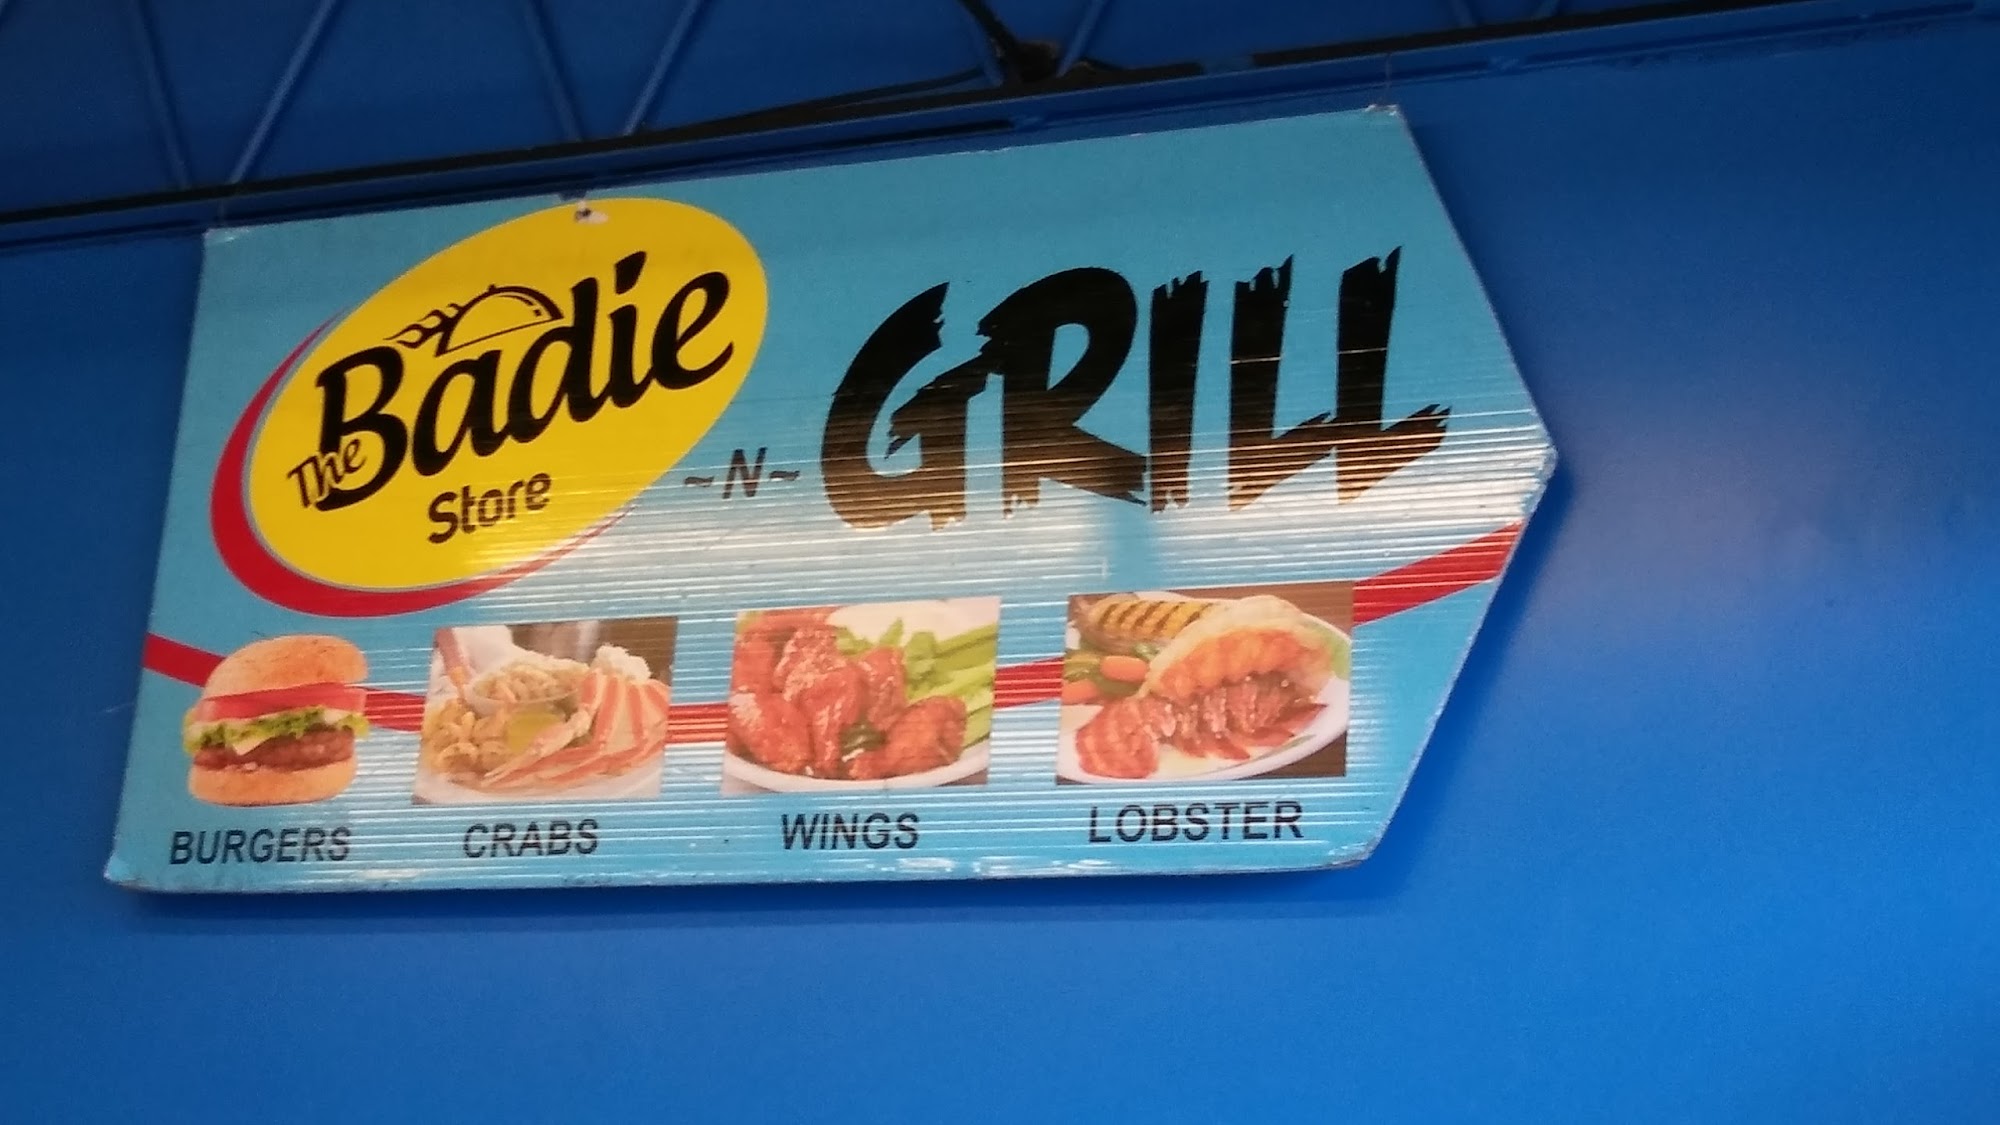 The Badie
Store
~N~ GRILL
BURGERS CRABS WINGS LOBSTER